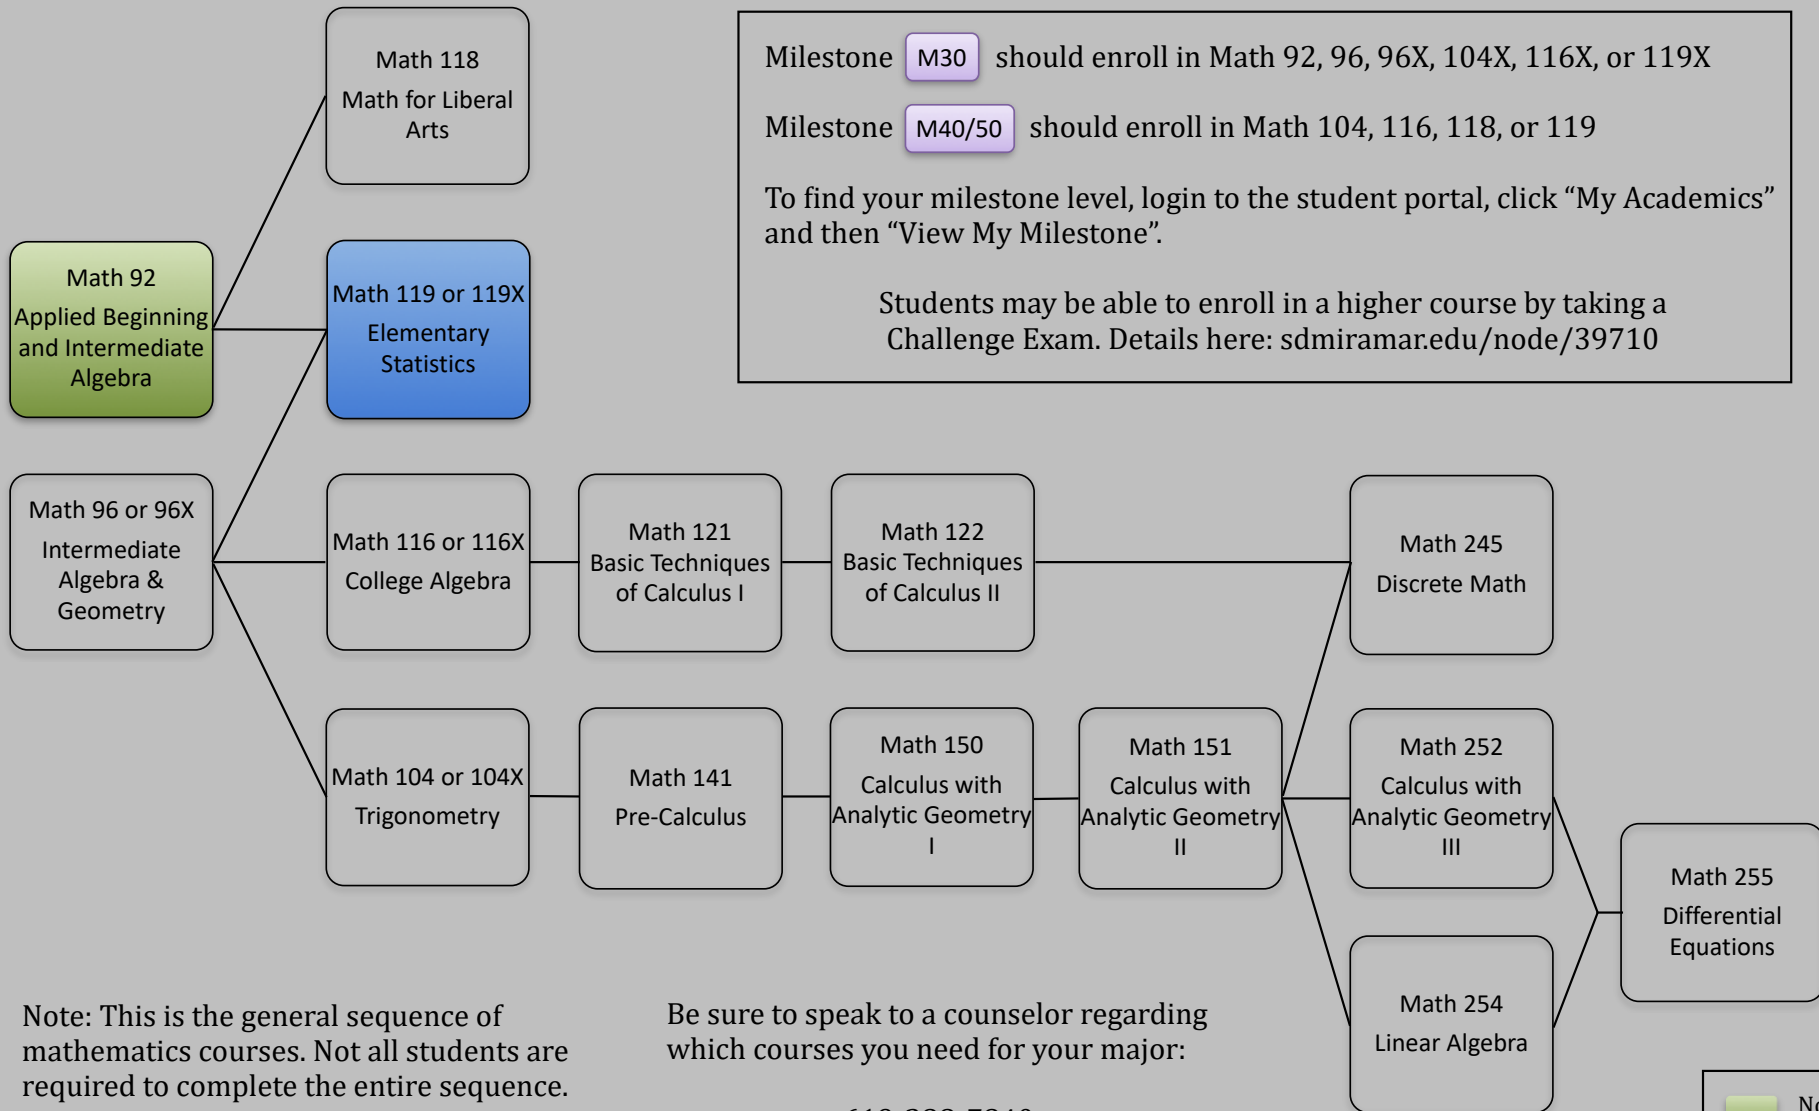 Math 118
Math for Liberal
Arts
Milestone M30 should enroll in Math 92, 96, 96X, 104X, 116X, or 119X
Milestone M40/50 should enroll in Math 104, 116, 118, or 119
To find your milestone level, login to the student portal, click “My Academics”
and then “View My Milestone”.
Students may be able to enroll in a higher course by taking a
Challenge Exam. Details here: sdmiramar.edu/node/39710
Math 92
Applied Beginning
and Intermediate
Algebra
Math 119 or 119X
Elementary
Statistics
Math 96 or 96X
Intermediate
Algebra &
Geometry
Math 116 or 116X
College Algebra
Math 121
Basic Techniques
of Calculus I
Math 122
Basic Techniques
of Calculus II
Math 245
Discrete Math
Math 104 or 104X
Trigonometry
Math 141
Pre-Calculus
Math 150
Calculus with
Analytic Geometry
I
Math 151
Calculus with
Analytic Geometry
II
Math 252
Calculus with
Analytic Geometry
III
Math 255
Differential
Equations
Math 254
Linear Algebra
Note: This is the general sequence of
mathematics courses. Not all students are
required to complete the entire sequence.
Be sure to speak to a counselor regarding
which courses you need for your major: